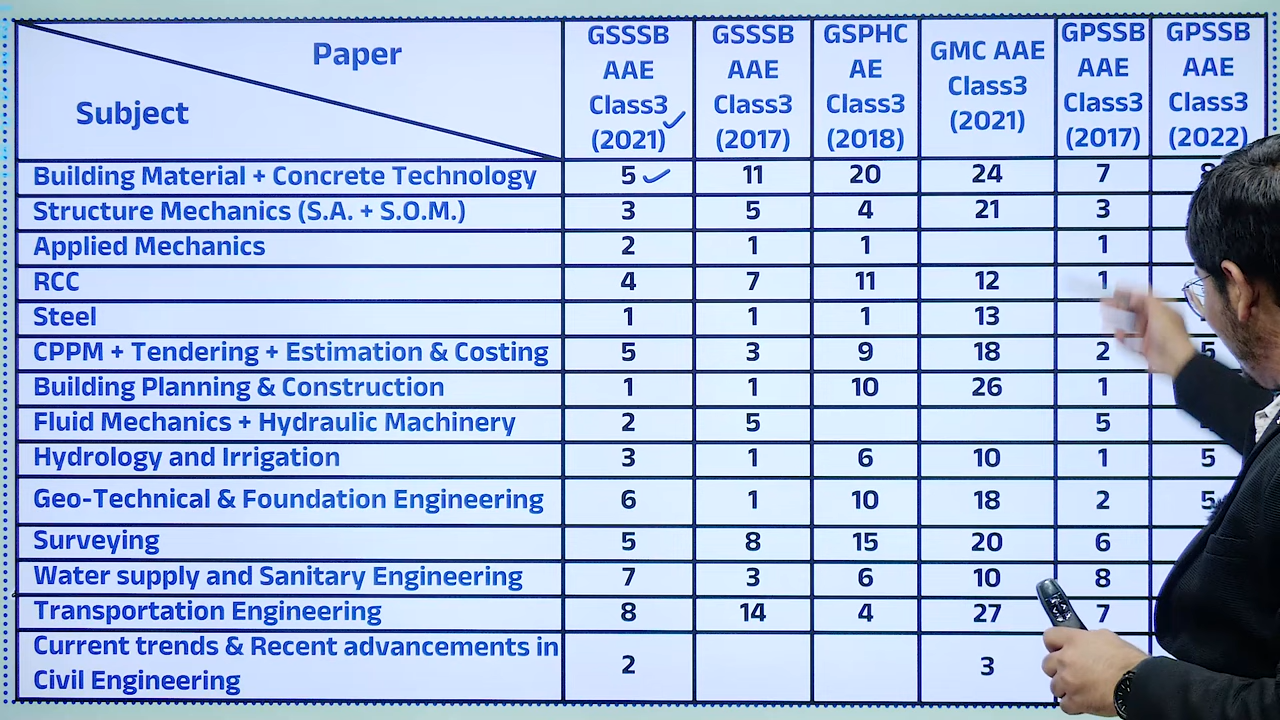 Paper
Subject
GSSSB AAE Class3 (2021)
GSSSB AAE Class3 (2017)
GSPHC AE Class3 (2018)
GMC AAE Class3 (2021)
GPSSB AAE Class3 (2017)
GPSSB AAE Class3 (2022)
Building Material + Concrete Technology 5 11 20 24 7
Structure Mechanics (S.A. + S.O.M.) 3 5 4 21 3
Applied Mechanics 2 1 1 1
RCC 4 7 11 12 1
Steel 1 1 1 13
CPPM + Tendering + Estimation & Costing 5 3 9 18 2 5
Building Planning & Construction 1 1 10 26 1
Fluid Mechanics + Hydraulic Machinery 2 5 5
Hydrology and Irrigation 3 1 6 10 1 5
Geo-Technical & Foundation Engineering 6 1 10 18 2 5
Surveying 5 8 15 20 6
Water supply and Sanitary Engineering 7 3 6 10 8
Transportation Engineering 8 14 4 27 7
Current trends & Recent advancements in
Civil Engineering 2 3